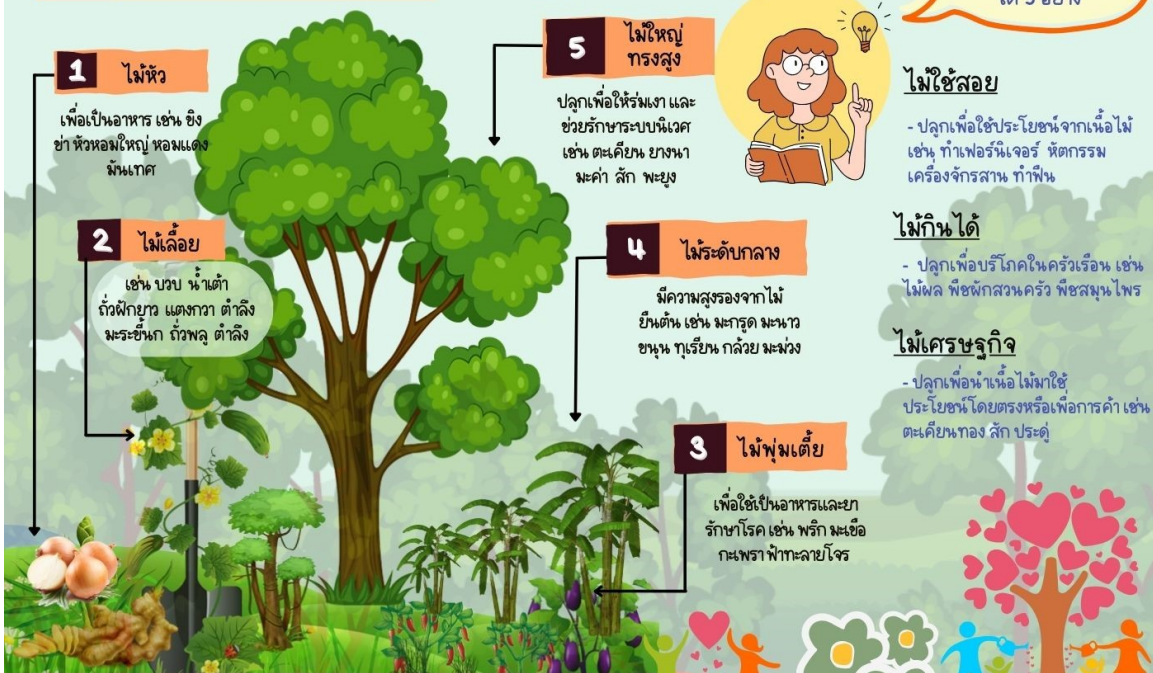 1 ไม้หัว
เพื่อเป็นอาหาร เช่น ขิง
ข่า หัวหอมใหญ่ หอมแดง
มันเทศ
2 ไม้เลื้อย
เช่น บวบ น้ำเต้า
ถั่วฝักยาว แตงกวา ตำลึง
มะระขี้นก ถั่วพลู ตำลึง
5 ไม้ใหญ่
ทรงสูง
ปลูกเพื่อให้ร่มเงา และ
ช่วยรักษาระบบนิเวศ
เช่น ตะเคียน ยางนา
มะค่า สัก พะยูง
4 ไม้ระดับกลาง
มีความสูงรองจากไม้
ยืนต้น เช่น มะกรูด มะนาว
ขนุน ทุเรียน กล้วย มะม่วง
3 ไม้พุ่มเตี้ย
เพื่อใช้เป็นอาหารและยา
รักษาโรค เช่น พริก มะเขือ
กะเพรา ฟ้าทะลายโจร
ไม้ใช้สอย
- ปลูกเพื่อใช้ประโยชน์จากเนื้อไม้
เช่น ทำเฟอร์นิเจอร์ หัตกรรม
เครื่องจักรสาน ทำฟืน
ไม้กินได้
- ปลูกเพื่อบริโภคในครัวเรือน เช่น
ไม้ผล พืชผักสวนครัว พืชสมุนไพร
ไม้เศรษฐกิจ
- ปลูกเพื่อนำเนื้อไม้มาใช้
ประโยชน์โดยตรงหรือเพื่อการค้า เช่น
ตะเคียนทอง สัก ประดู่